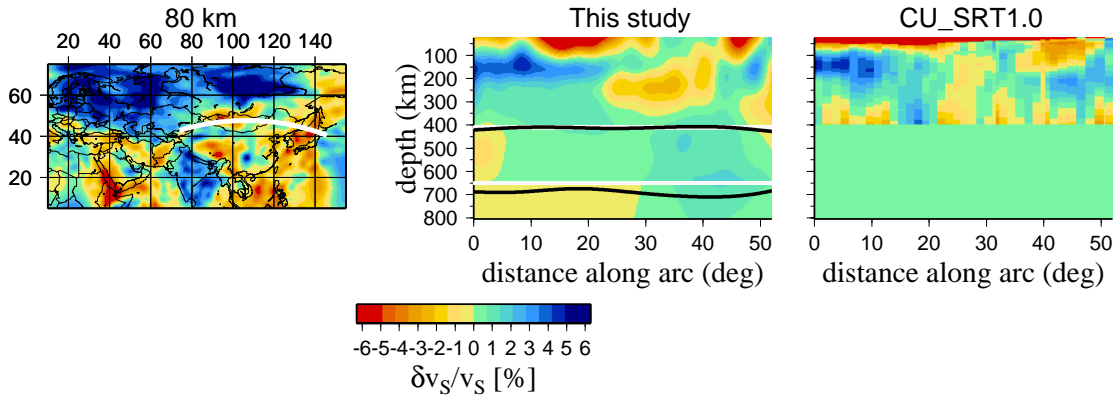 80 km
This study
CU_SRT1.0
20 60 100 140
40 80 120
60
40
20
depth (km)
100
200
300
400
500
600
700
800
0 10 20 30 40 50
0 10 20 30 40 50
distance along arc (deg)
distance along arc (deg)
-6 -5 -4 -3 -2 -1 0 1 2 3 4 5 6
δvS/vS [%]